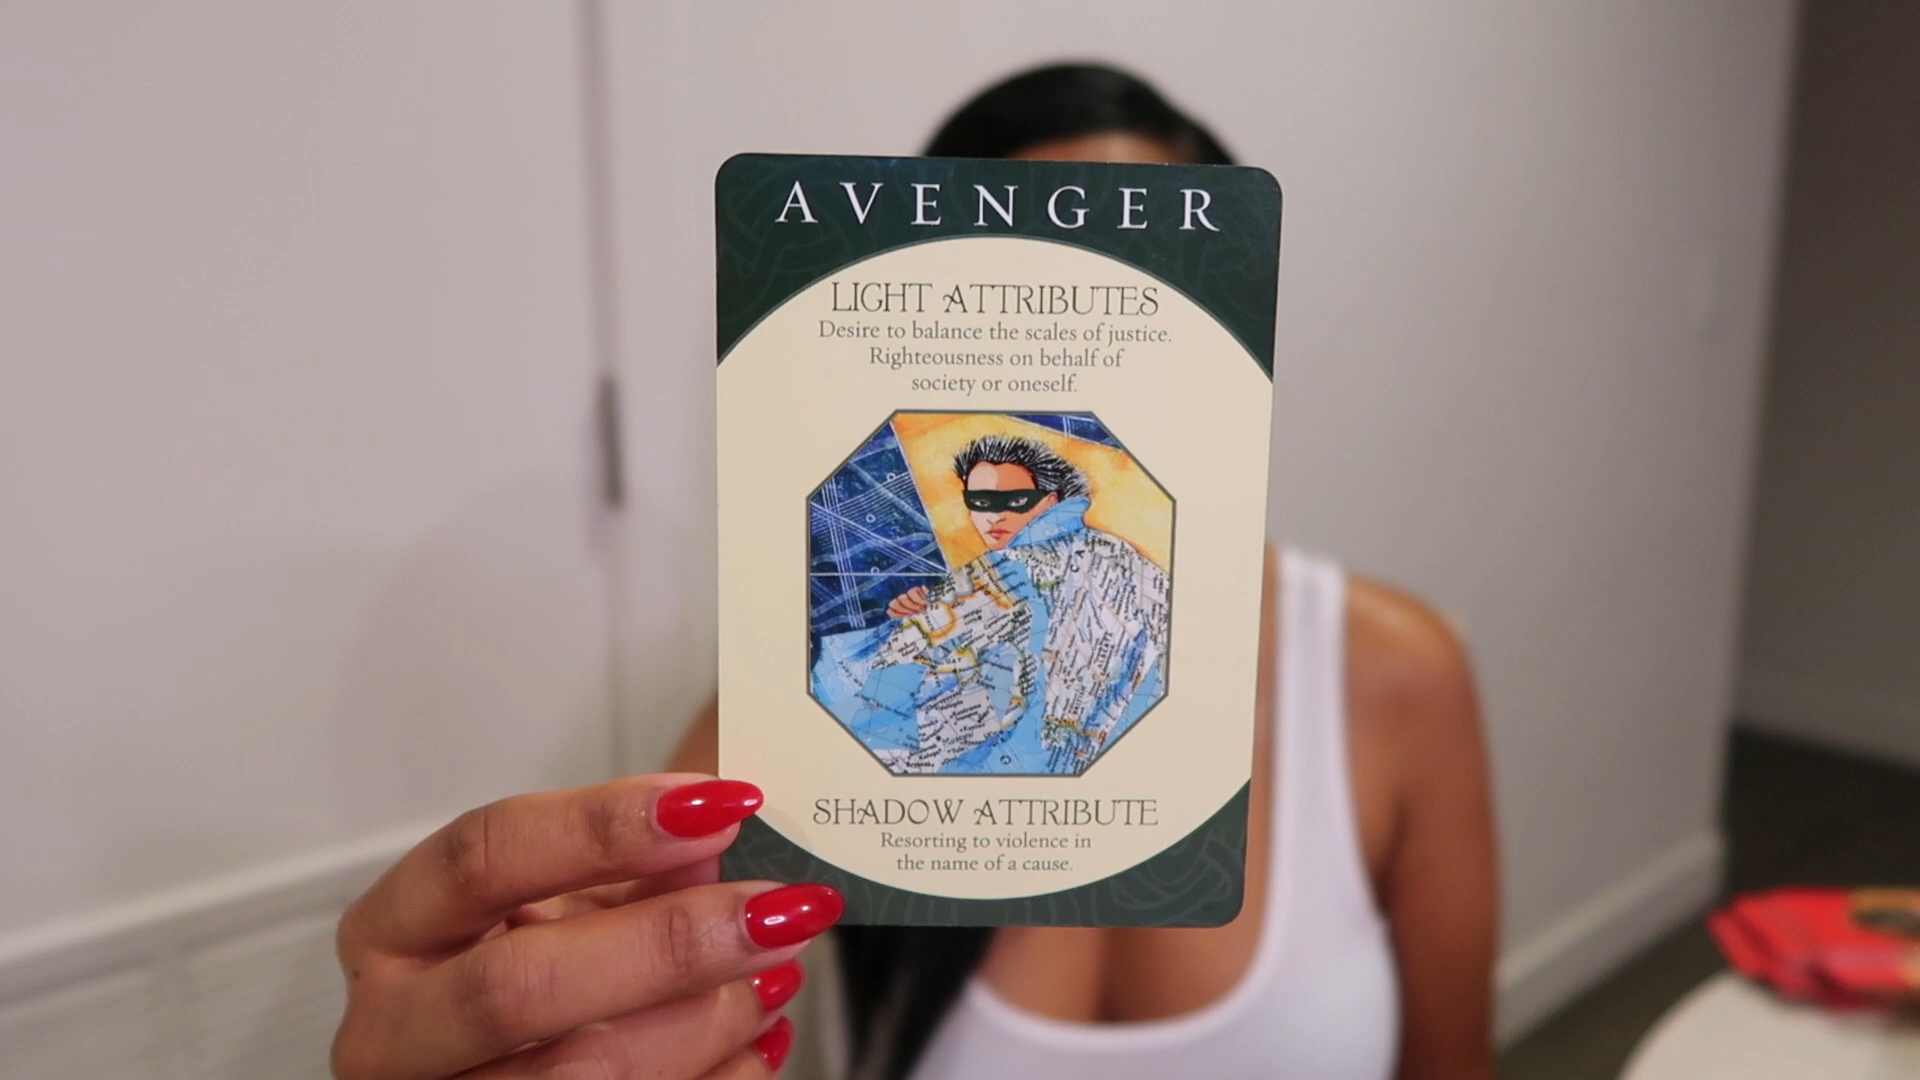 AVENGER
LIGHT ATTRIBUTES
Desire to balance the scales of justice.
Righteousness on behalf of
society or oneself.
SHADOW ATTRIBUTE
Resorting to violence in
the name of a cause.